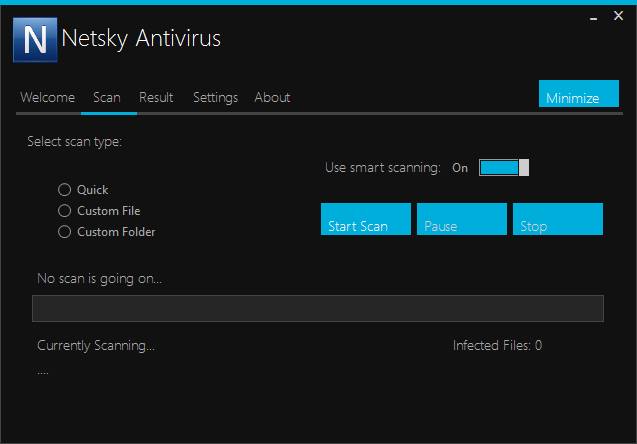 N Netsky Antivirus
Welcome Scan Result Settings About Minimize
Select scan type:
Use smart scanning: On
Quick
Custom File
Custom Folder
Start Scan Pause Stop
No scan is going on...
Currently Scanning... Infected Files: 0
....